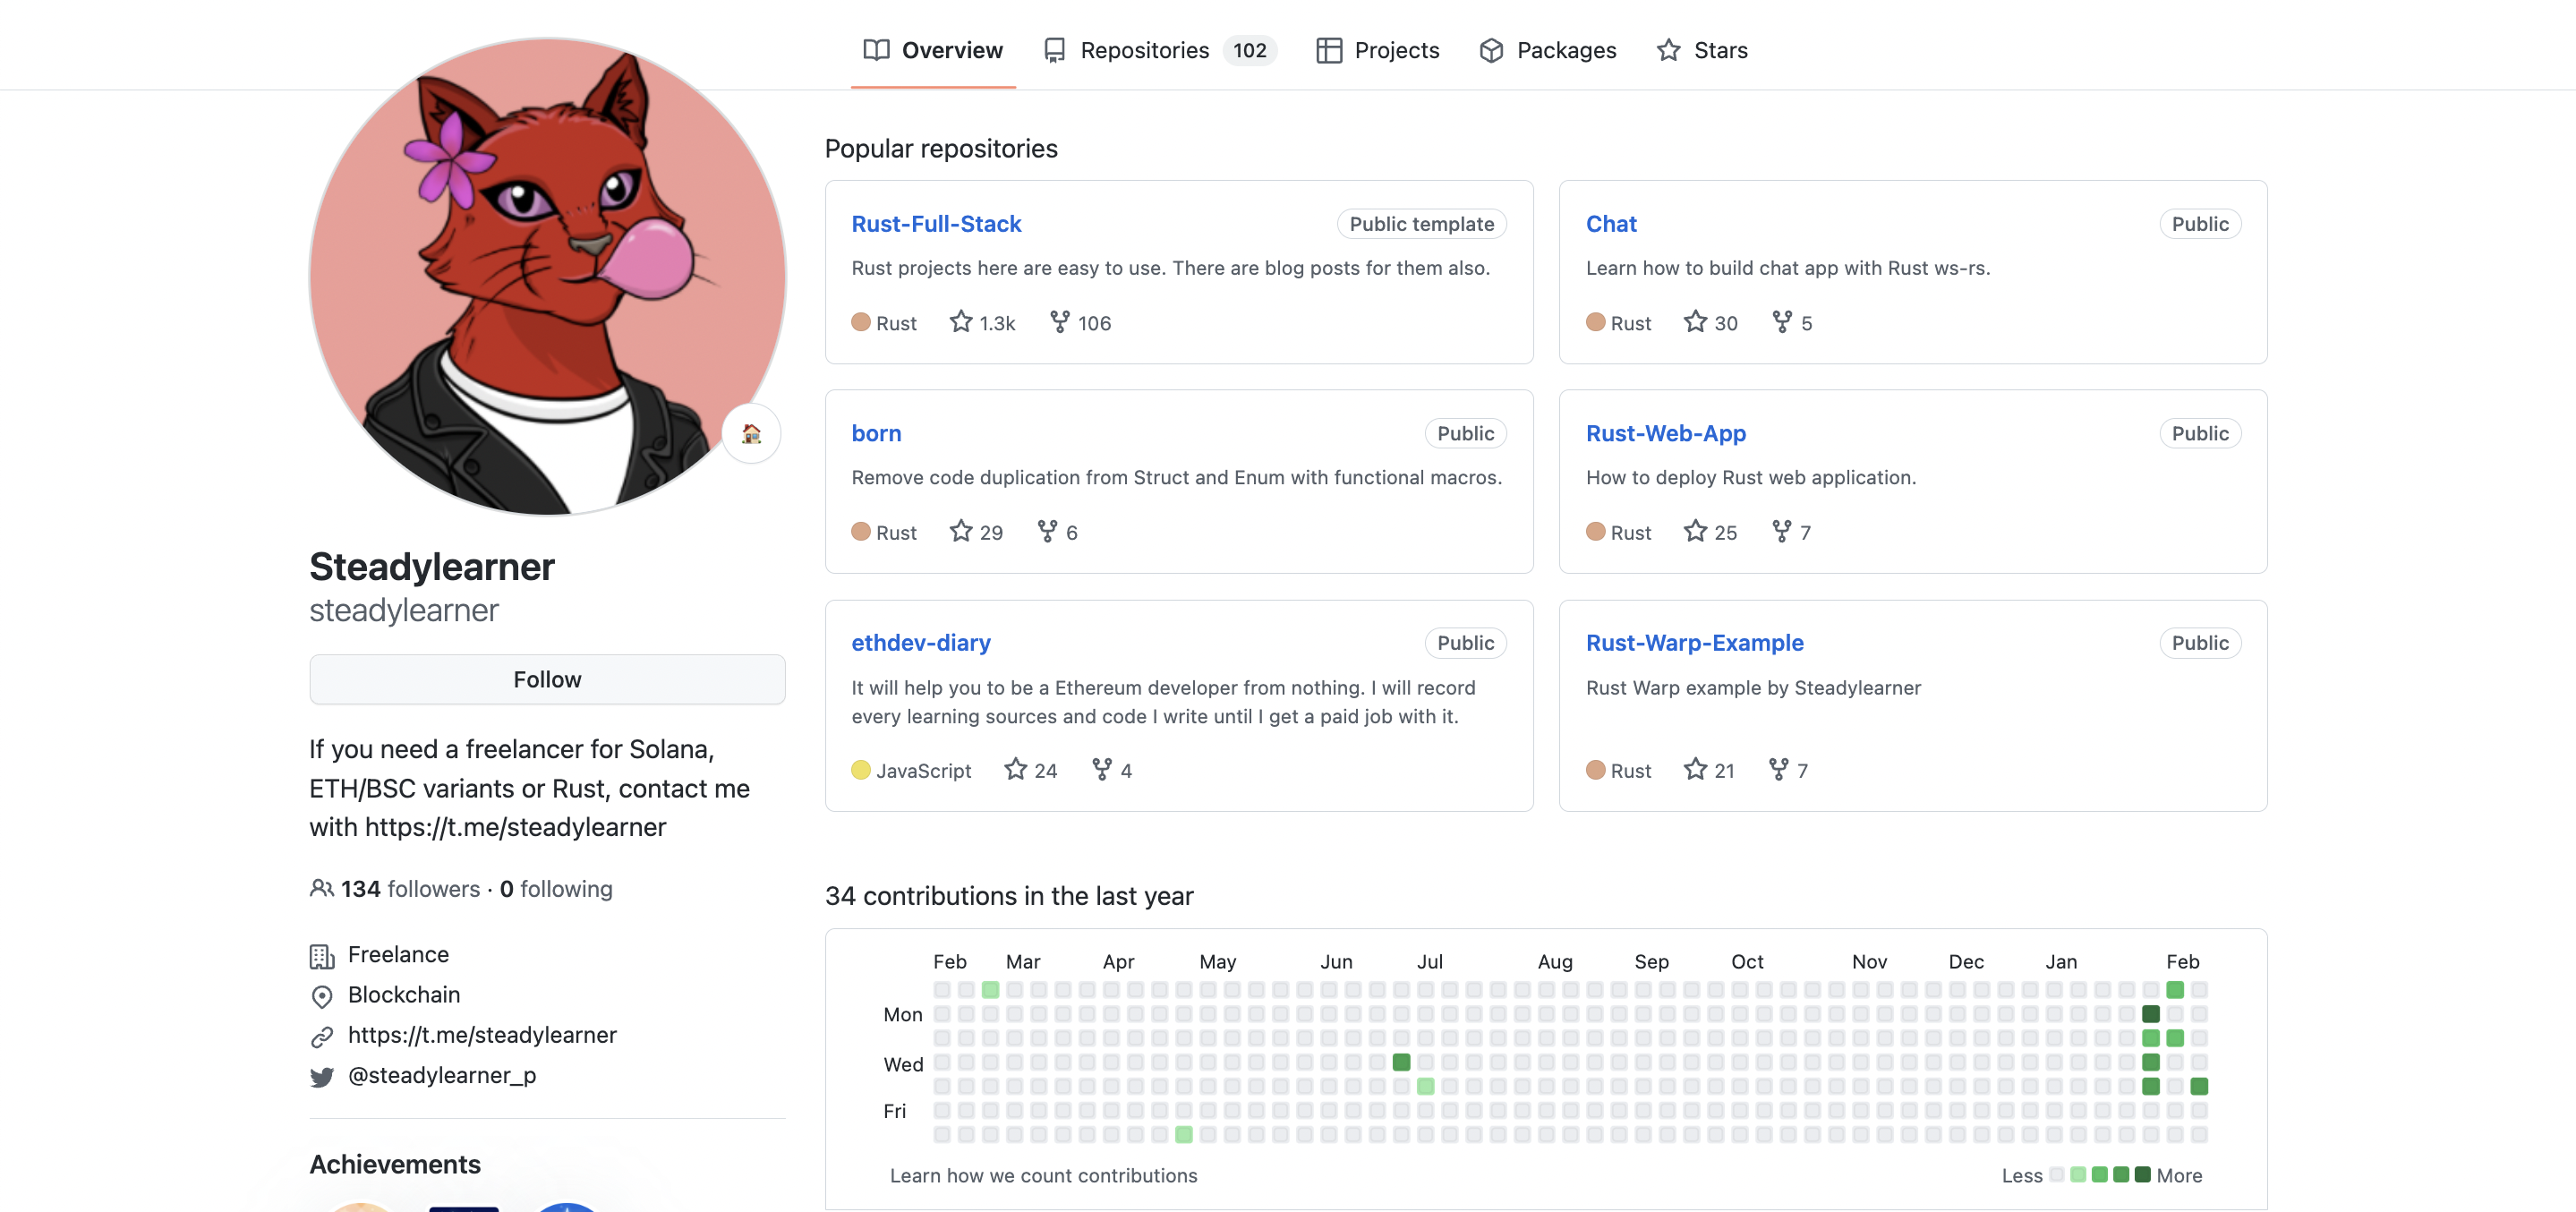 Overview Repositories 102 Projects Packages Stars
Steadylearner
steadylearner
Follow
If you need a freelancer for Solana,
ETH/BSC variants or Rust, contact me
with https://t.me/steadylearner
134 followers · 0 following
Freelance
Blockchain
https://t.me/steadylearner
@steadylearner_p
Achievements
Popular repositories
Rust-Full-Stack Public template
Rust projects here are easy to use. There are blog posts for them also.
Rust 1.3k 106
Chat Public
Learn how to build chat app with Rust ws-rs.
Rust 30 5
born Public
Remove code duplication from Struct and Enum with functional macros.
Rust 29 6
Rust-Web-App Public
How to deploy Rust web application.
Rust 25 7
ethdev-diary Public
It will help you to be a Ethereum developer from nothing. I will record
every learning sources and code I write until I get a paid job with it.
JavaScript 24 4
Rust-Warp-Example Public
Rust Warp example by Steadylearner
Rust 21 7
34 contributions in the last year
Feb Mar Apr May Jun Jul Aug Sep Oct Nov Dec Jan Feb
Mon
Wed
Fri
Learn how we count contributions Less More